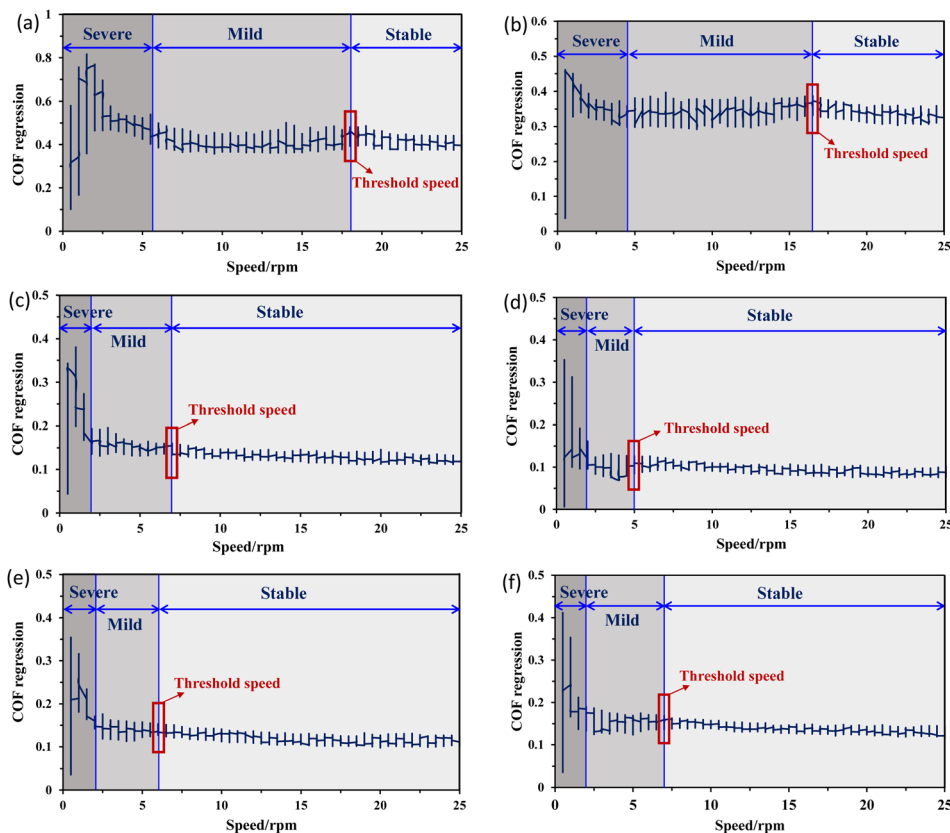 (a)
COF regression
1
0.8
0.6
0.4
0.2
0
Severe
Mild
Stable
Threshold speed
0 5 10 15 20 25
Speed/rpm
(b)
COF regression
0.6
0.5
0.4
0.3
0.2
0.1
0
Severe
Mild
Stable
Threshold speed
0 5 10 15 20 25
Speed/rpm
(c)
COF regression
0.5
0.4
0.3
0.2
0.1
0
Severe
Mild
Stable
Threshold speed
0 5 10 15 20 25
Speed/rpm
(d)
COF regression
0.5
0.4
0.3
0.2
0.1
0
Severe
Mild
Stable
Threshold speed
0 5 10 15 20 25
Speed/rpm
(e)
COF regression
0.5
0.4
0.3
0.2
0.1
0
Severe
Mild
Stable
Threshold speed
0 5 10 15 20 25
Speed/rpm
(f)
COF regression
0.5
0.4
0.3
0.2
0.1
0
Severe
Mild
Stable
Threshold speed
0 5 10 15 20 25
Speed/rpm